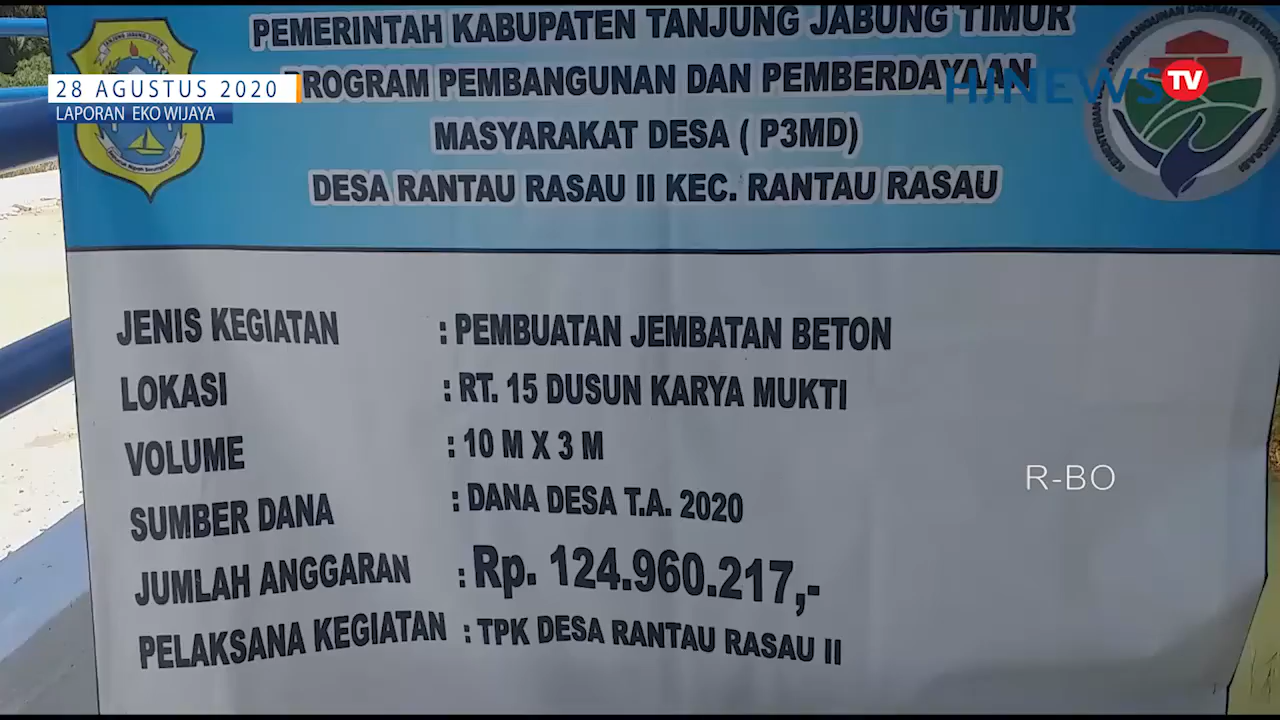 PEMERINTAH KABUPATEN TANJUNG JABUNG TIMUR
PROGRAM PEMBANGUNAN DAN PEMBERDAYAAN
MASYARAKAT DESA ( P3MD)
DESA RANTAU RASAU II KEC. RANTAU RASAU
28 AGUSTUS 2020
LAPORAN EKO WIJAYA
HJNEWS TV
JENIS KEGIATAN : PEMBUATAN JEMBATAN BETON
LOKASI : RT. 15 DUSUN KARYA MUKTI
VOLUME : 10 M X 3 M
SUMBER DANA : DANA DESA T.A. 2020
JUMLAH ANGGARAN : Rp. 124.960.217,-
PELAKSANA KEGIATAN : TPK DESA RANTAU RASAU II
R-BO